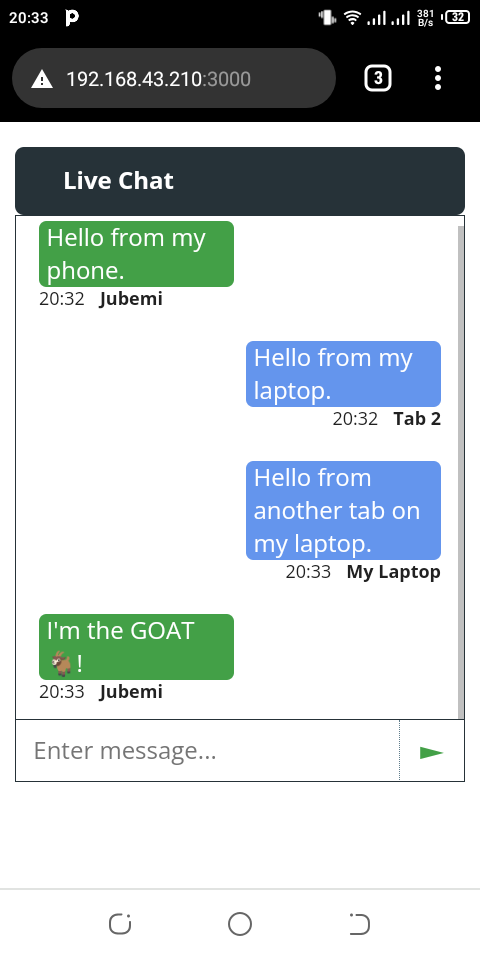 20:33
381
B/s
32
192.168.43.210:3000
3
Live Chat
Hello from my
phone.
20:32 Jubemi
Hello from my
laptop.
20:32 Tab 2
Hello from
another tab on
my laptop.
20:33 My Laptop
I'm the GOAT
🐐!
20:33 Jubemi
Enter message...